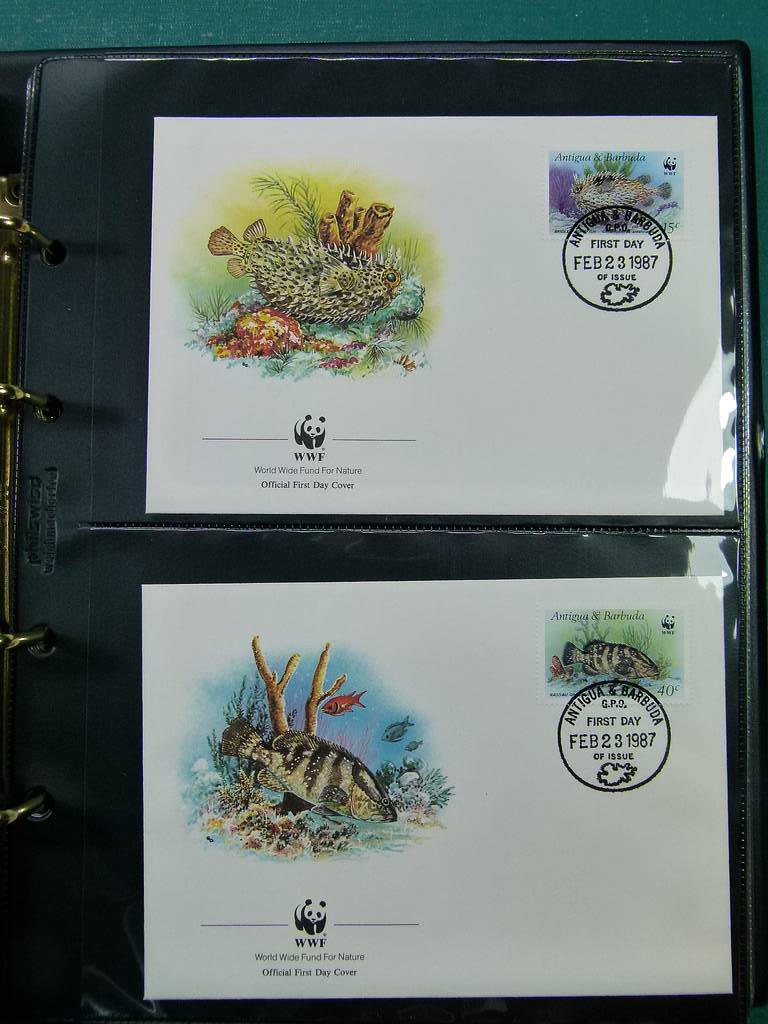 Antigua & Barbuda
WWF
15c
ANTIGUA & BARBUDA
G.P.O.
FIRST DAY
FEB 23 1987
OF ISSUE
WWF
World Wide Fund For Nature
Official First Day Cover
Antigua & Barbuda
WWF
NASSAU
40c
ANTIGUA & BARBUDA
G.P.O.
FIRST DAY
FEB 23 1987
OF ISSUE
WWF
World Wide Fund For Nature
Official First Day Cover